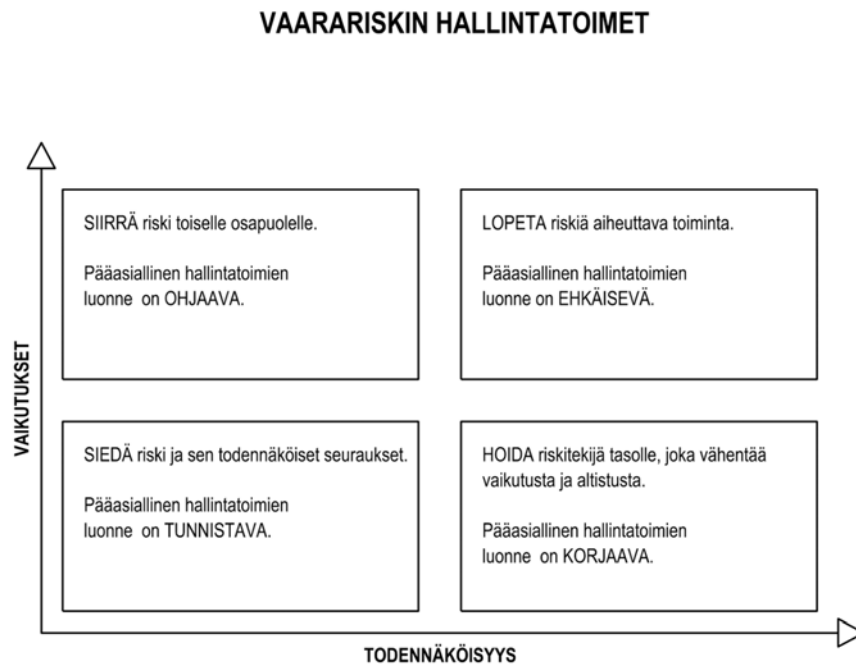 VAARARISKIN HALLINTATOIMET
SIIRRÄ riski toiselle osapuolelle.
Pääasiallinen hallintatoimien
luonne on OHJAAVA.
LOPETA riskiä aiheuttava toiminta.
Pääasiallinen hallintatoimien
luonne on EHKÄISEVÄ.
VAIKUTUKSET
SIEDÄ riski ja sen todennäköiset seuraukset.
Pääasiallinen hallintatoimien
luonne on TUNNISTAVA.
HOIDA riskitekijä tasolle, joka vähentää
vaikutusta ja altistusta.
Pääasiallinen hallintatoimien
luonne on KORJAAVA.
TODENNÄKÖISYYS